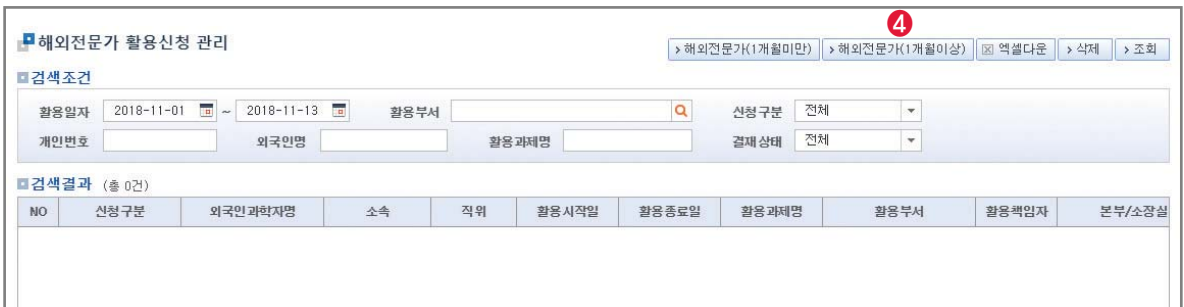 4
해외전문가 활용신청 관리
> 해외전문가(1개월미만) > 해외전문가(1개월이상) 엑셀다운 > 삭제 > 조회
검색조건
활용일자 2018-11-01 ~ 2018-11-13 활용부서 신청구분 전체
개인번호 외국인명 활용과제명 결재상태 전체
검색결과 (총 0건)
NO 신청구분 외국인과학자명 소속 직위 활용시작일 활용종료일 활용과제명 활용부서 활용책임자 본부/소장실